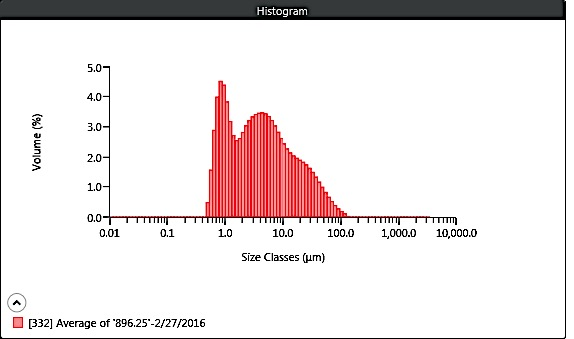 Histogram
5.0
4.0
3.0
2.0
1.0
0.0
Volume (%)
0.01 0.1 1.0 10.0 100.0 1,000.0 10,000.0
Size Classes (µm)
[332] Average of "896.25"-2/27/2016